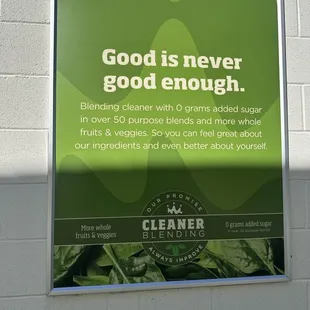 Good is never
good enough.
Blending cleaner with 0 grams added sugar
in over 50 purpose blends and more whole
fruits & veggies. So you can feel great about
our ingredients and even better about yourself.
OUR PROMISE
More whole
fruits & veggies
CLEANER
BLENDING
0 grams added sugar
ALWAYS IMPROVE